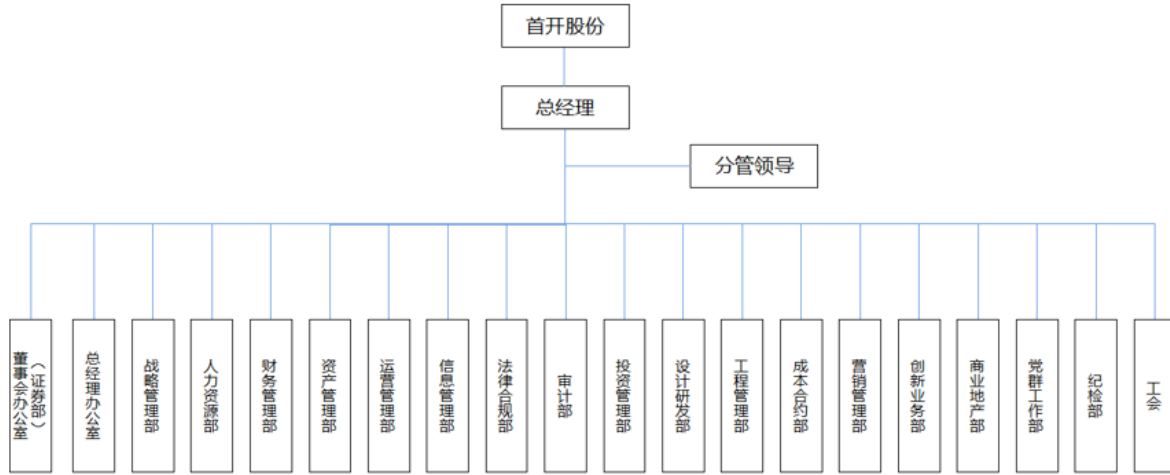 首开股份
总经理
分管领导
董事会办公室
（证券部）
总经理办公室
战略管理部
人力资源部
财务管理部
资产管理部
运营管理部
信息管理部
法律合规部
审计部
投资管理部
设计研发部
工程管理部
成本合约部
营销管理部
创新业务部
商业地产部
党群工作部
纪检部
工会